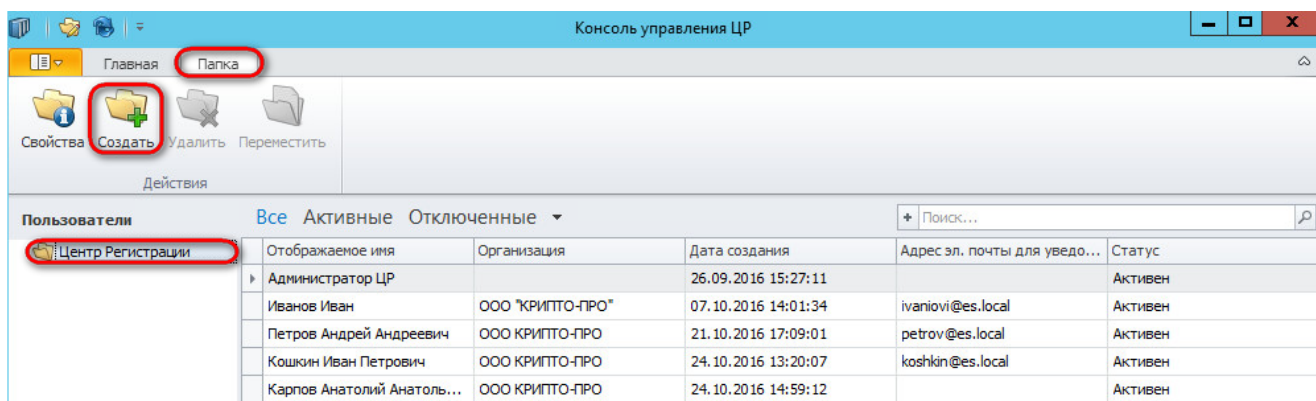 Консоль управления ЦР
Главная Папка
Свойства Создать Удалить Переместить
Действия
Пользователи Все Активные Отключенные + Поиск...
Центр Регистрации Отображаемое имя Организация Дата создания Адрес эл. почты для уведо... Статус
Администратор ЦР 26.09.2016 15:27:11 Активен
Иванов Иван ООО "КРИПТО-ПРО" 07.10.2016 14:01:34 ivaniovi@es.local Активен
Петров Андрей Андреевич ООО КРИПТО-ПРО 21.10.2016 17:09:01 petrov@es.local Активен
Кошкин Иван Петрович ООО КРИПТО-ПРО 24.10.2016 13:20:07 koshkin@es.local Активен
Карпов Анатолий Анатоль... ООО КРИПТО-ПРО 24.10.2016 14:59:12 Активен